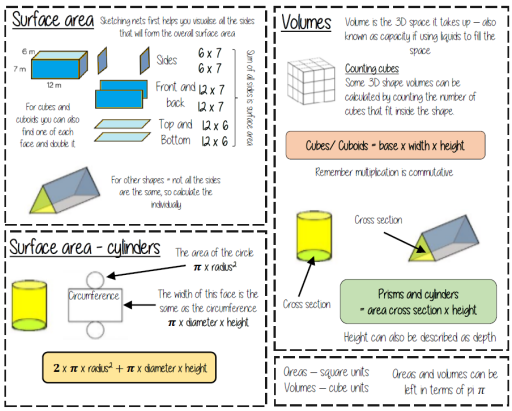 Surface area
Sketching nets first helps you visualise all the sides
that will form the overall surface area
6 m
7 m
12 m
Sides
6 x 7
6 x 7
Front and
back
12 x 7
12 x 7
Top and
Bottom
12 x 6
12 x 6
Sum of all sides is surface area
For cubes and
cuboids you can also
find one of each
face and double it
For other shapes - not all the sides
are the same, so calculate the
individually
Surface area - cylinders
The area of the circle
π x radius²
Circumference
The width of this face is the
same as the circumference
π x diameter x height
2 x π x radius² + π x diameter x height
Volumes
Volume is the 3D space it takes up – also
known as capacity if using liquids to fill the
space
Counting cubes
Some 3D shape volumes can be
calculated by counting the number of
cubes that fit inside the shape.
Cubes/ Cuboids = base x width x height
Remember multiplication is commutative
Cross section
Cross section
Prisms and cylinders
= area cross section x height
Height can also be described as depth
Areas – square units
Volumes – cube units
Areas and volumes can be
left in terms of pi π